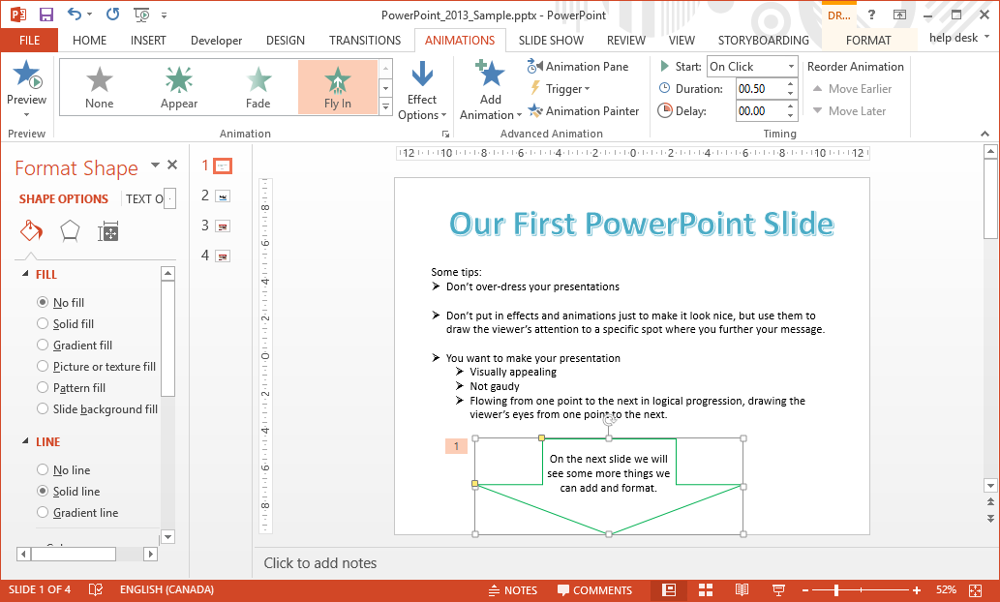 PowerPoint_2013_Sample.pptx - PowerPoint
DR... ?
FILE HOME INSERT Developer DESIGN TRANSITIONS ANIMATIONS SLIDE SHOW REVIEW VIEW STORYBOARDING FORMAT help desk
Preview
None Appear Fade Fly In
Effect Options
Add Animation
Animation Pane
Trigger
Animation Painter
Start: On Click
Duration: 00.50
Delay: 00.00
Reorder Animation
Move Earlier
Move Later
Preview Animation Advanced Animation Timing
Format Shape
SHAPE OPTIONS TEXT O
FILL
No fill
Solid fill
Gradient fill
Picture or texture fill
Pattern fill
Slide background fill
LINE
No line
Solid line
Gradient line
1
2
3
4
12 10 8 6 4 2 0 2 4 6 8 10 12
8
6
4
2
0
2
4
6
8
Our First PowerPoint Slide
Some tips:
Don't over-dress your presentations
Don't put in effects and animations just to make it look nice, but use them to
draw the viewer's attention to a specific spot where you further your message.
You want to make your presentation
Visually appealing
Not gaudy
Flowing from one point to the next in logical progression, drawing the
viewer's eyes from one point to the next.
1
On the next slide we will
see some more things we
can add and format.
Click to add notes
SLIDE 1 OF 4 ENGLISH (CANADA) NOTES COMMENTS 52%